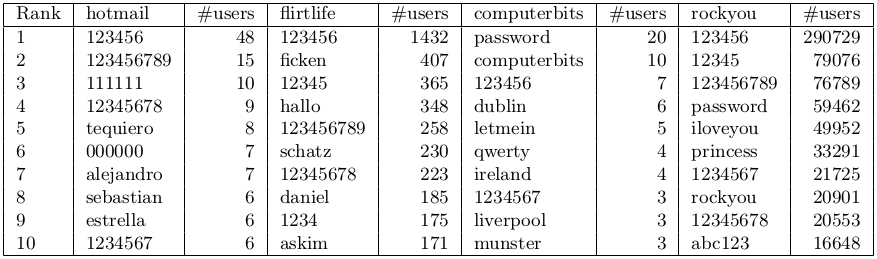 Rank hotmail #users flirtlife #users computerbits #users rockyou #users
1 123456 48 123456 1432 password 20 123456 290729
2 123456789 15 ficken 407 computerbits 10 12345 79076
3 111111 10 12345 365 123456 7 123456789 76789
4 12345678 9 hallo 348 dublin 6 password 59462
5 tequiero 8 123456789 258 letmein 5 iloveyou 49952
6 000000 7 schatz 230 qwerty 4 princess 33291
7 alejandro 7 12345678 223 ireland 4 1234567 21725
8 sebastian 6 daniel 185 1234567 3 rockyou 20901
9 estrella 6 1234 175 liverpool 3 12345678 20553
10 1234567 6 askim 171 munster 3 abc123 16648